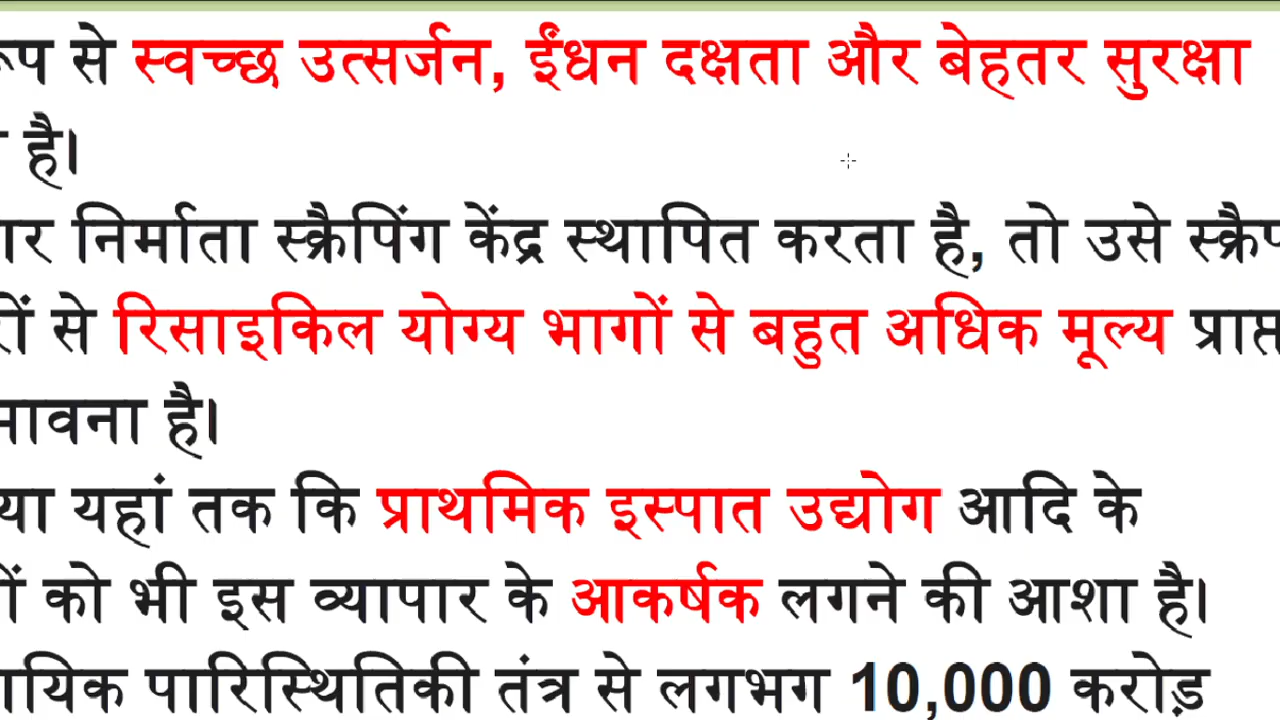 से स्वच्छ उत्सर्जन, ईंधन दक्षता और बेहतर सुरक्षा
है।
निर्माता स्क्रैपिंग केंद्र स्थापित करता है, तो उसे
से रिसाइकिल योग्य भागों से बहुत अधिक मूल्य
है।
यहां तक कि प्राथमिक इस्पात उद्योग आदि के
को भी इस व्यापार के आकर्षक लगने की आशा है।
पारिस्थितिकी तंत्र से लगभग 10,000 करोड़